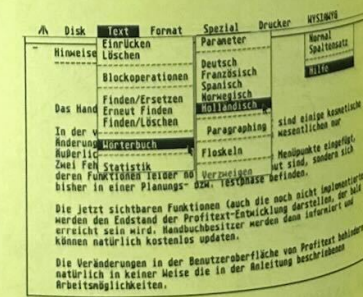 Disk Text Format Spezial Drucker WYSIWYG
Einrücken
Löschen
Blockoperationen
Finden/Ersetzen
Erneut Finden
Finden/Löschen
Wörterbuch
Statistik
Parameter
Deutsch
Französisch
Spanisch
Norwegisch
Holländisch
Paragraphing
Floskeln
Verzweigen
Normal
Spaltensatz
Hilfe
Hinweise
Das Hand
In der v sind einige kosmetische
Änderung wesentlichen nur
Äußerlic Menüpunkte eingefügt,
Zwei Feh sind, sondern sich
deren Funktionen leider no
bisher in einer Planungs- bzw. Testphase befinden.
Die jetzt sichtbaren Funktionen (auch die noch nicht implementierten)
werden den Endstand der Profitext-Entwicklung darstellen, der
erreicht sein wird. Handbuchbesitzer werden dann informiert und
können natürlich kostenlos updaten.
Die Veränderungen in der Benutzeroberfläche von Profitext behindern
natürlich in keiner Weise die in der Anleitung beschriebenen
Arbeitsmöglichkeiten.